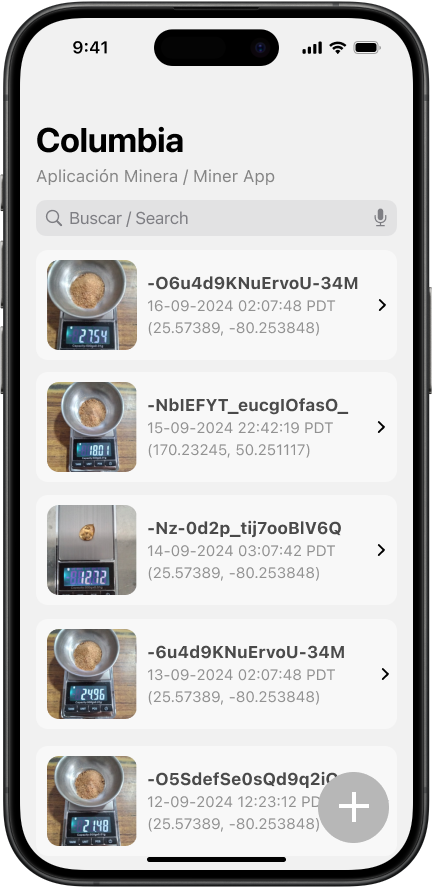 9:41
Columbia
Aplicación Minera / Miner App
Buscar / Search
-O6u4d9KNuErvoU-34M
16-09-2024 02:07:48 PDT
(25.57389, -80.253848)
27.54
-NbIEFYT_eucgIOfasO_
15-09-2024 22:42:19 PDT
(170.23245, 50.251117)
18.01
-Nz-0d2p_tij7ooBlV6Q
14-09-2024 03:07:42 PDT
(25.57389, -80.253848)
12.72
-6u4d9KNuErvoU-34M
13-09-2024 02:07:48 PDT
(25.57389, -80.253848)
24.96
-O5SdefSe0sQd9q2iC
12-09-2024 12:23:12 PD
(25.57389, -80.253848)
21.48